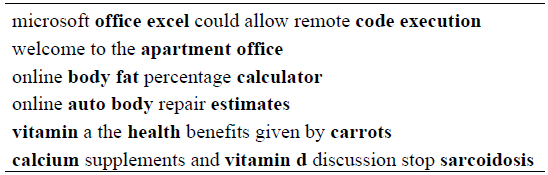 microsoft office excel could allow remote code execution
welcome to the apartment office
online body fat percentage calculator
online auto body repair estimates
vitamin a the health benefits given by carrots
calcium supplements and vitamin d discussion stop sarcoidosis